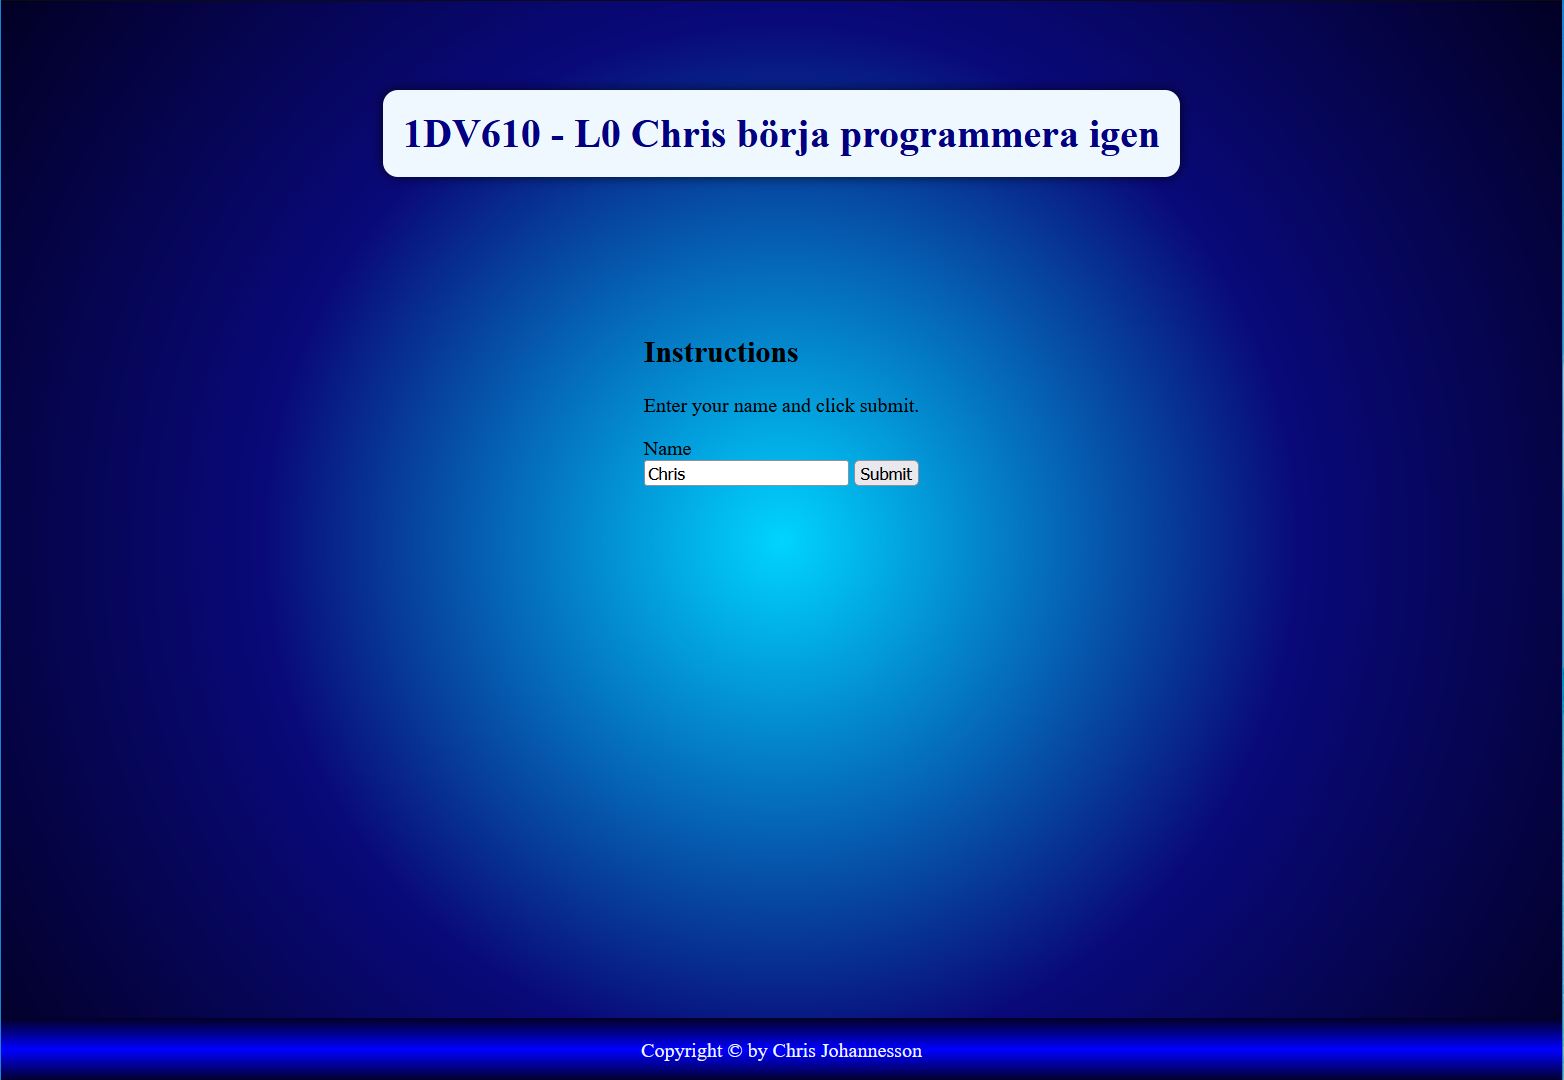 1DV610 - L0 Chris börja programmera igen
Instructions
Enter your name and click submit.
Name
Chris Submit
Copyright © by Chris Johannesson